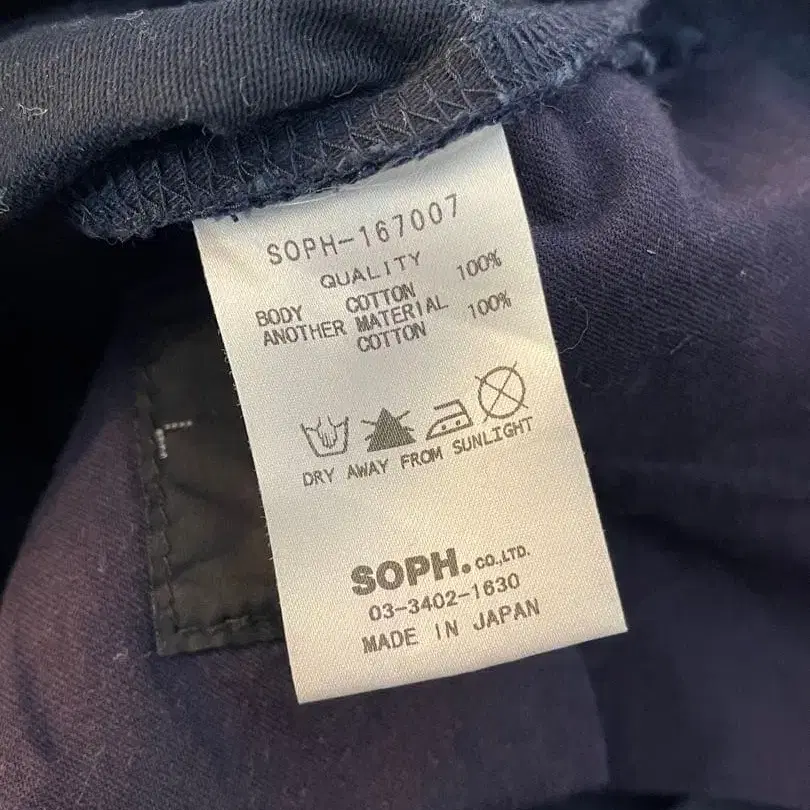 SOPH-167007
QUALITY
BODY COTTON 100%
ANOTHER MATERIAL
COTTON 100%
DRY AWAY FROM SUNLIGHT
SOPH. CO.,LTD.
03-3402-1630
MADE IN JAPAN